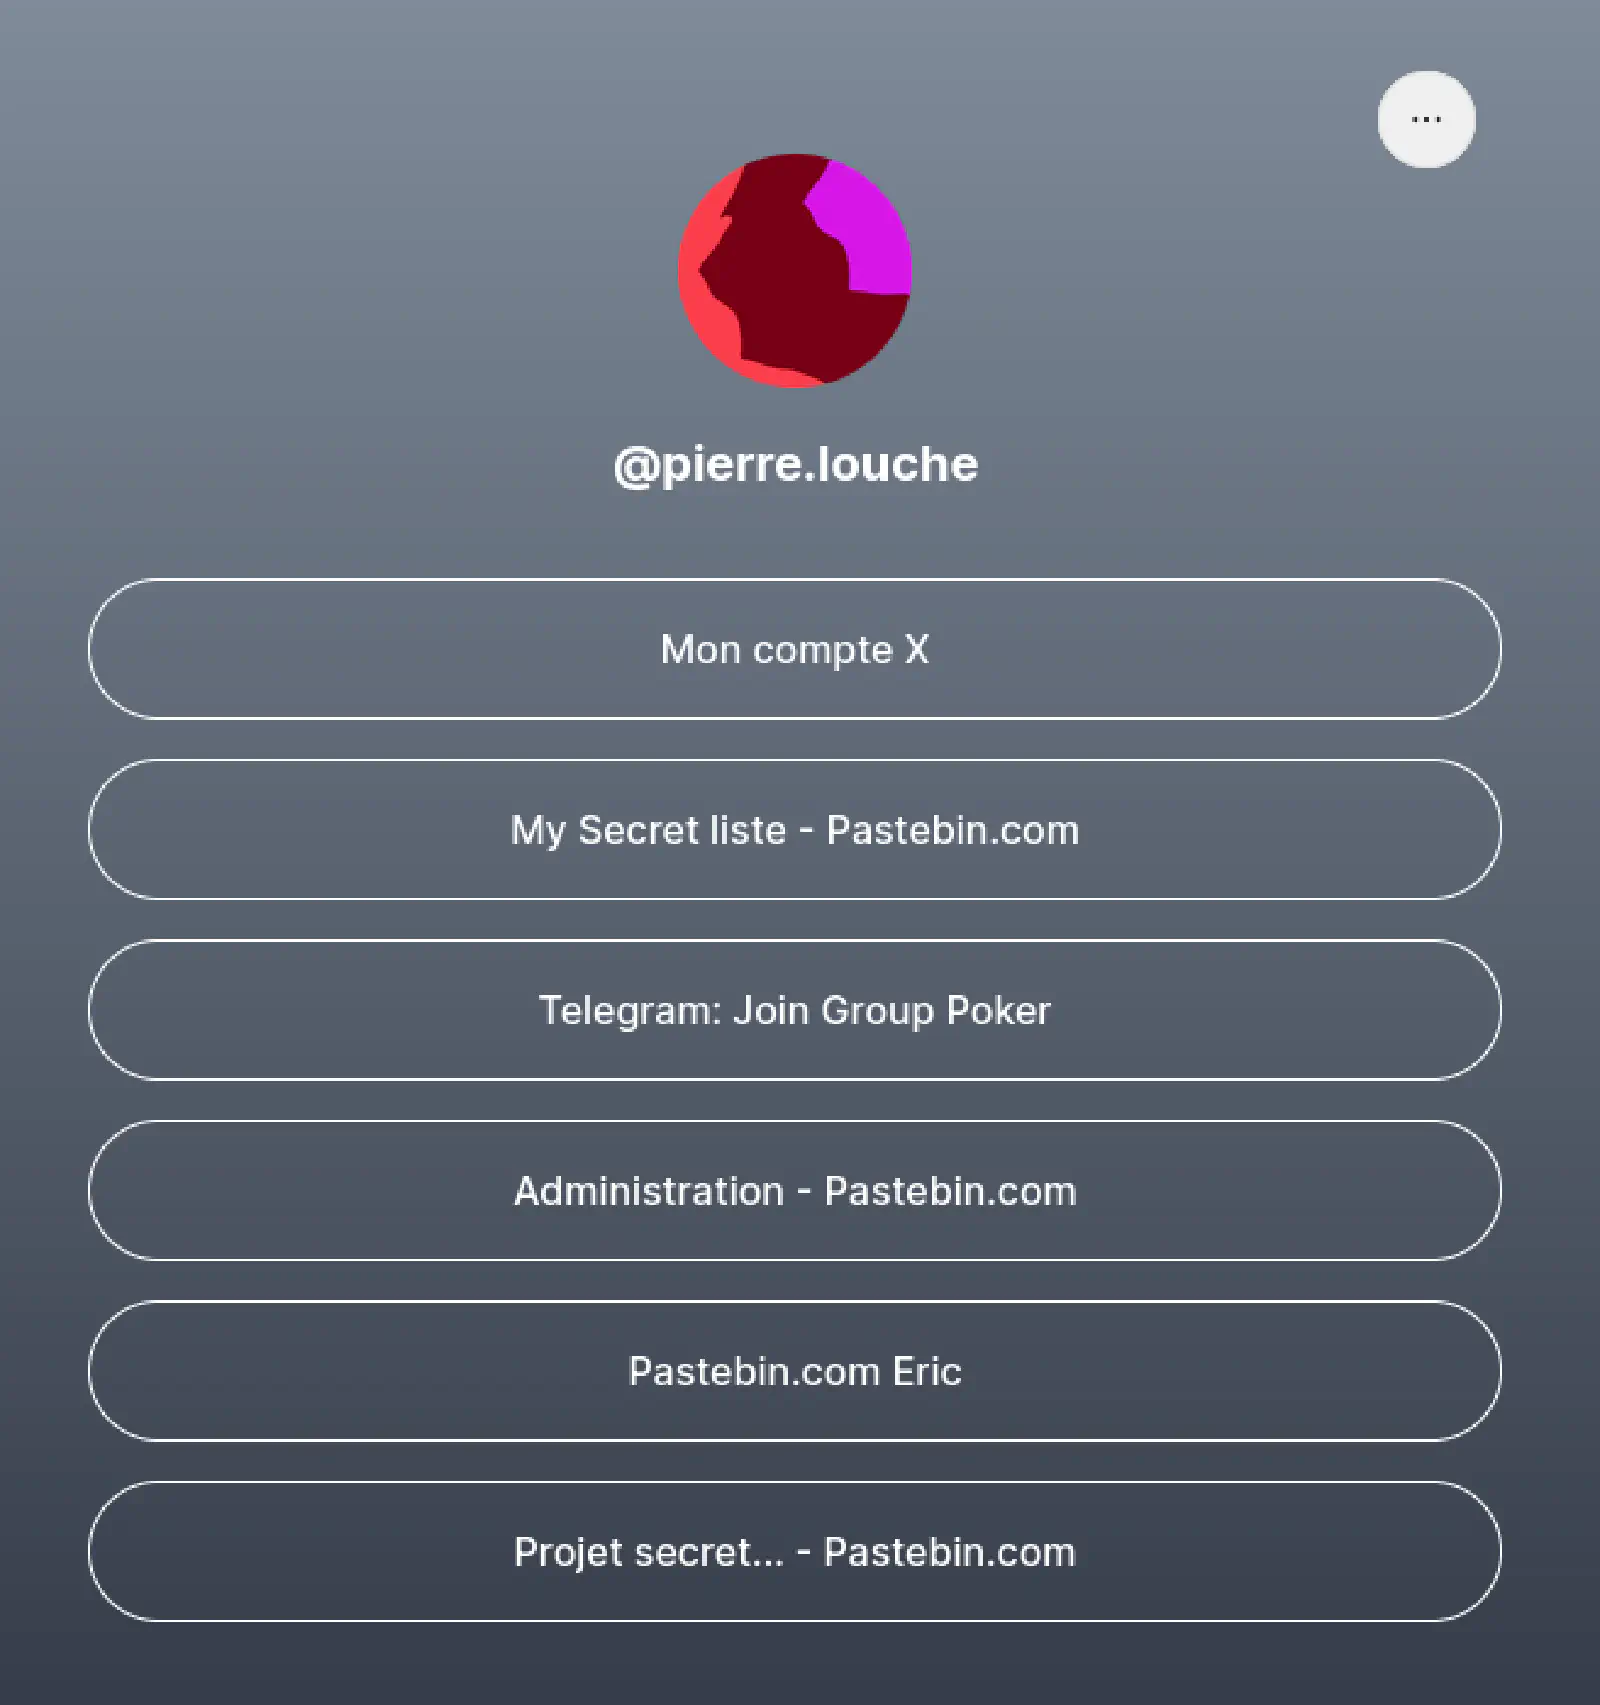 ...
@pierre.louche
Mon compte X
My Secret liste - Pastebin.com
Telegram: Join Group Poker
Administration - Pastebin.com
Pastebin.com Eric
Projet secret... - Pastebin.com